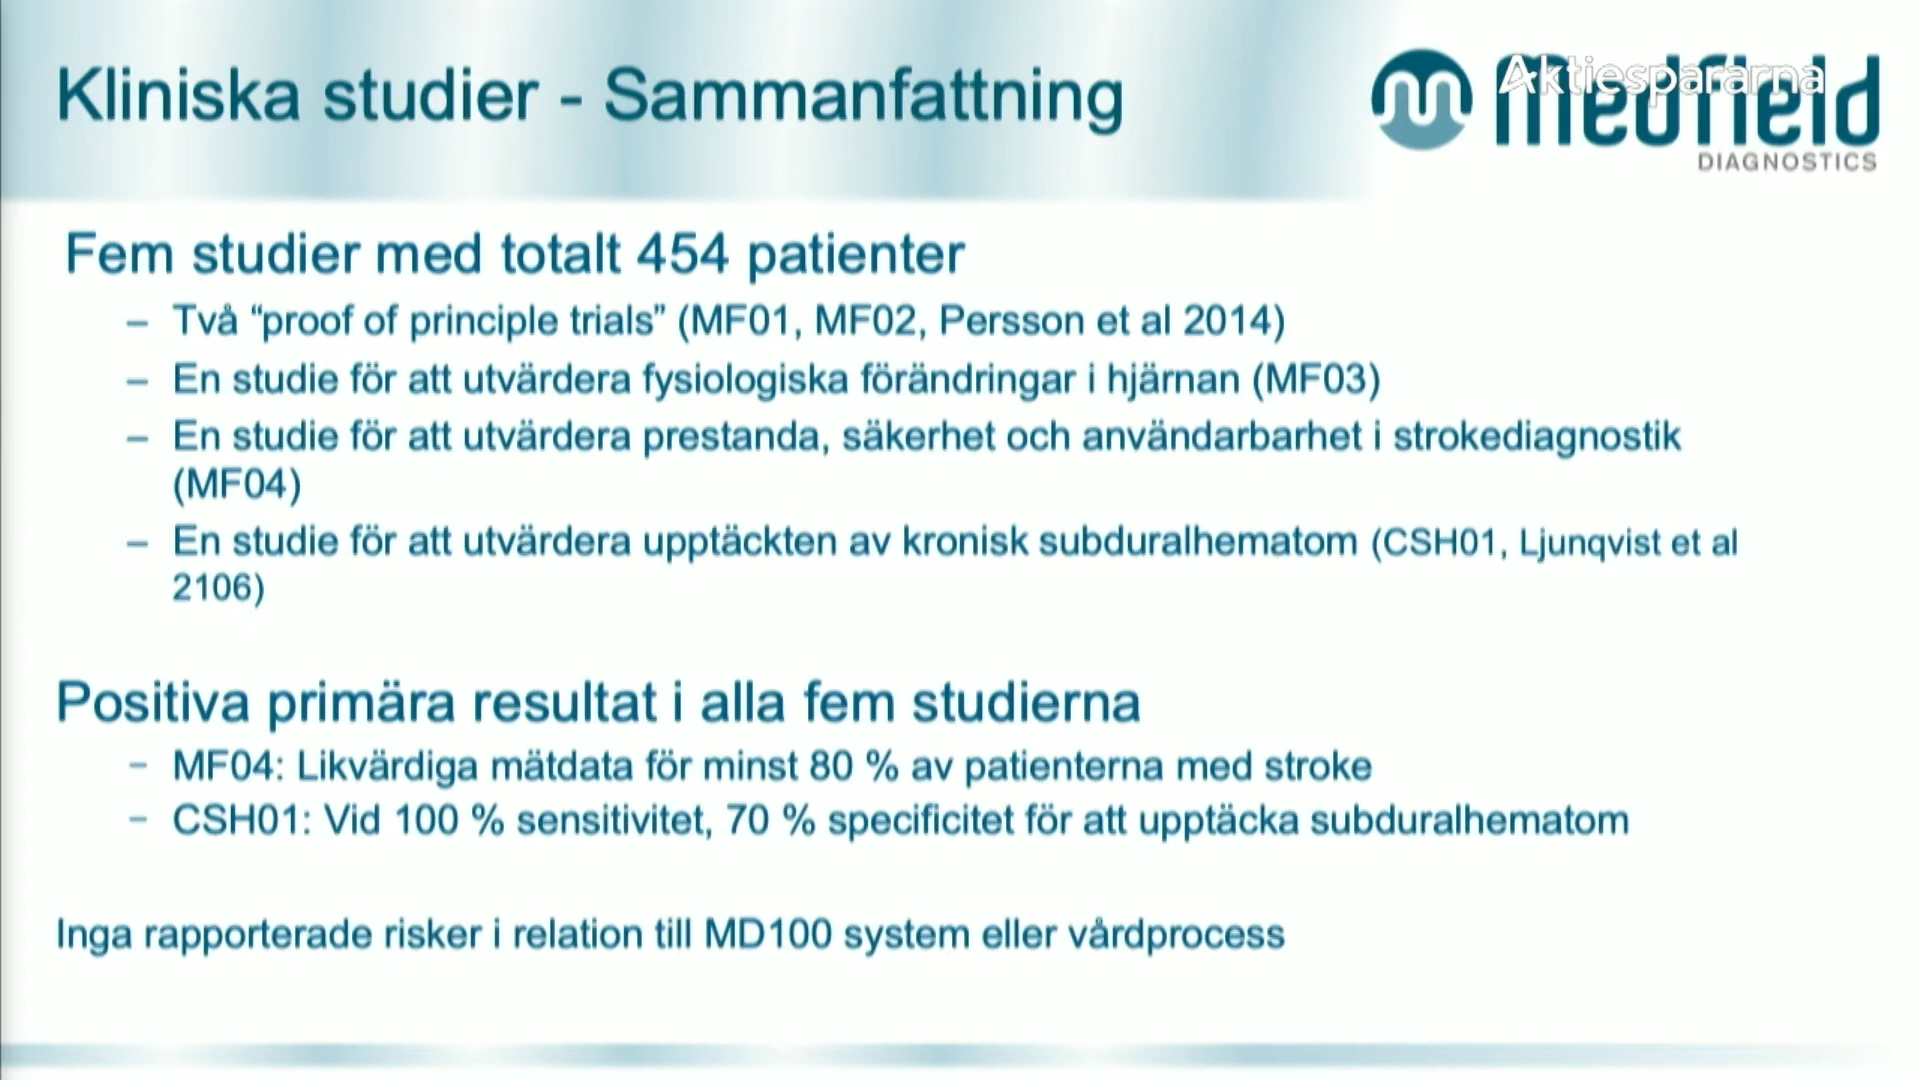 Kliniska studier - Sammanfattning
Aktiespararna
Medfield
DIAGNOSTICS
Fem studier med totalt 454 patienter
– Två “proof of principle trials” (MF01, MF02, Persson et al 2014)
– En studie för att utvärdera fysiologiska förändringar i hjärnan (MF03)
– En studie för att utvärdera prestanda, säkerhet och användarbarhet i strokediagnostik
(MF04)
– En studie för att utvärdera upptäckten av kronisk subduralhematom (CSH01, Ljunqvist et al
2106)
Positiva primära resultat i alla fem studierna
– MF04: Likvärdiga mätdata för minst 80 % av patienterna med stroke
– CSH01: Vid 100 % sensitivitet, 70 % specificitet för att upptäcka subduralhematom
Inga rapporterade risker i relation till MD100 system eller vårdprocess